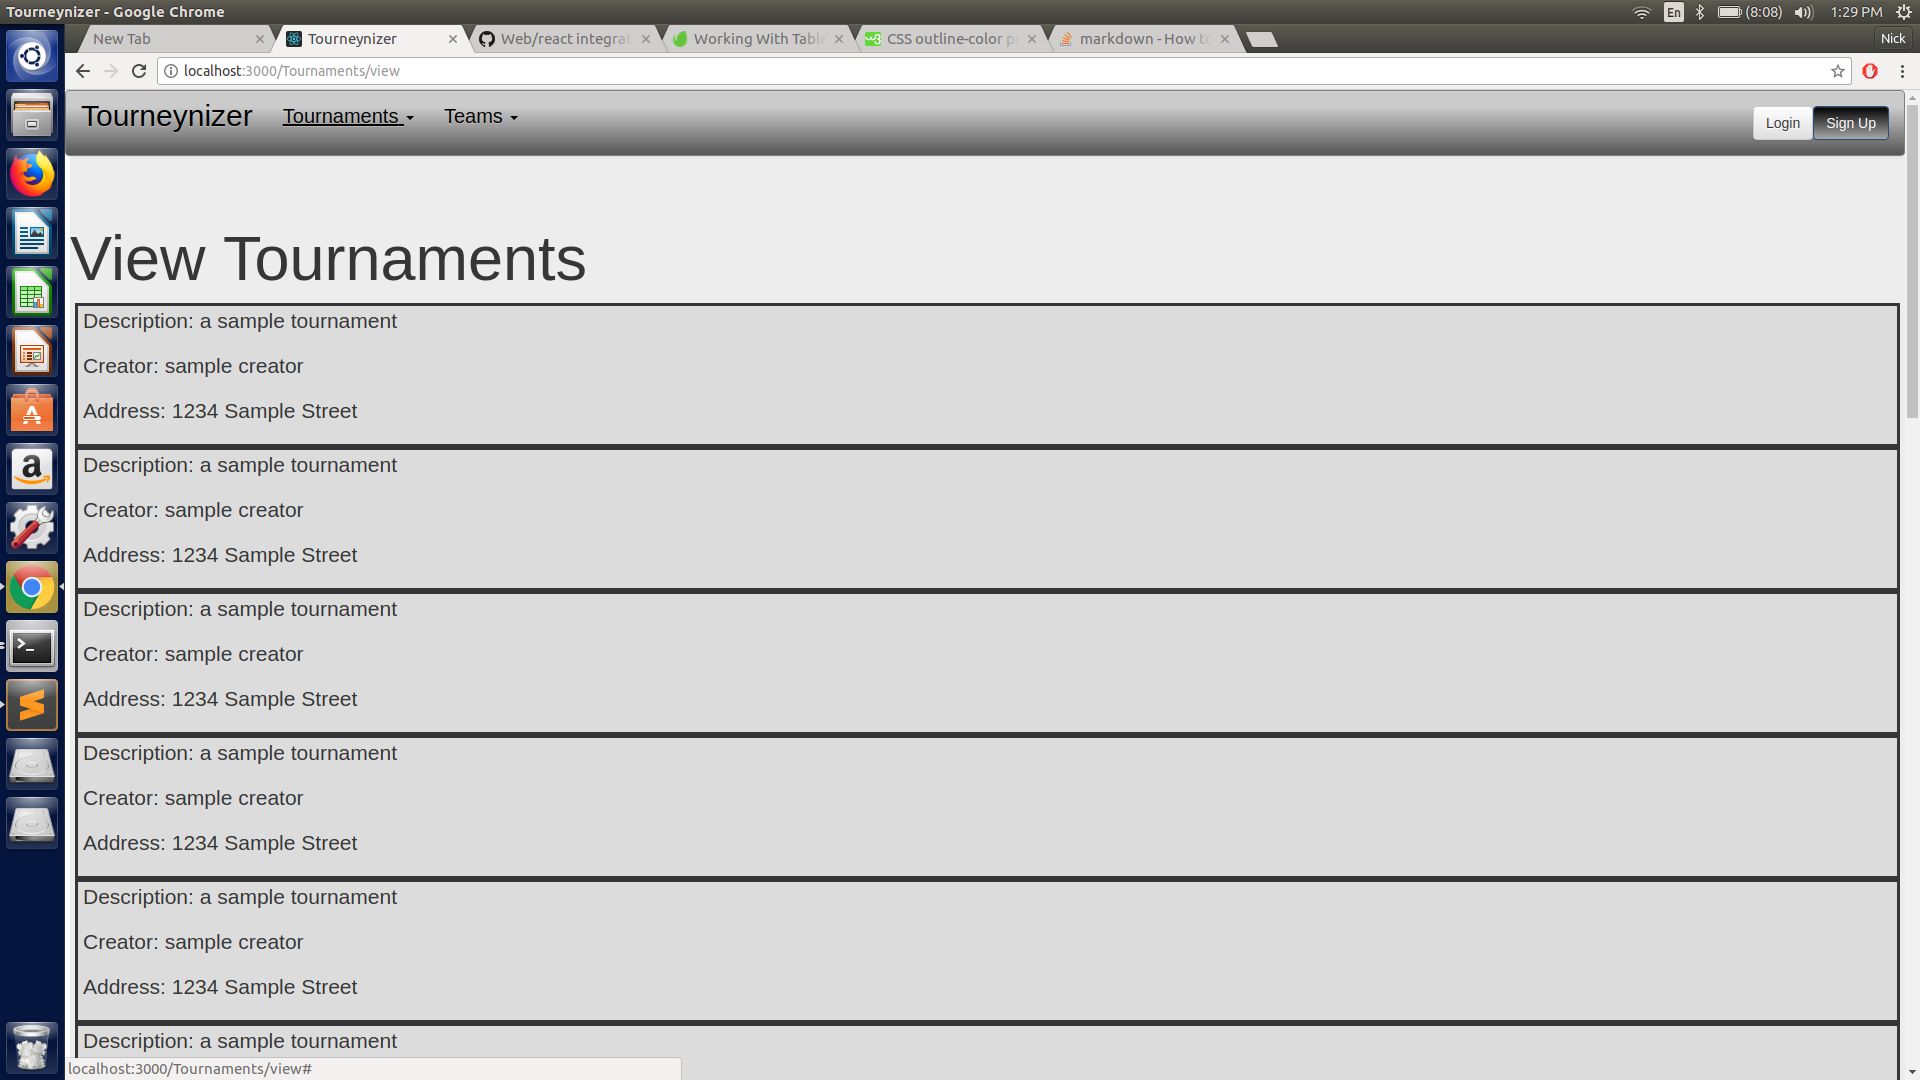 Tourneynizer - Google Chrome
En
(8:08)
1:29 PM
New Tab
Tourneynizer
Web/react integrat
Working With Table
CSS outline-color p
markdown - How to
Nick
localhost:3000/Tournaments/view
Tourneynizer
Tournaments
Teams
Login
Sign Up
View Tournaments
Description: a sample tournament
Creator: sample creator
Address: 1234 Sample Street
Description: a sample tournament
Creator: sample creator
Address: 1234 Sample Street
Description: a sample tournament
Creator: sample creator
Address: 1234 Sample Street
Description: a sample tournament
Creator: sample creator
Address: 1234 Sample Street
Description: a sample tournament
Creator: sample creator
Address: 1234 Sample Street
Description: a sample tournament
localhost:3000/Tournaments/view#